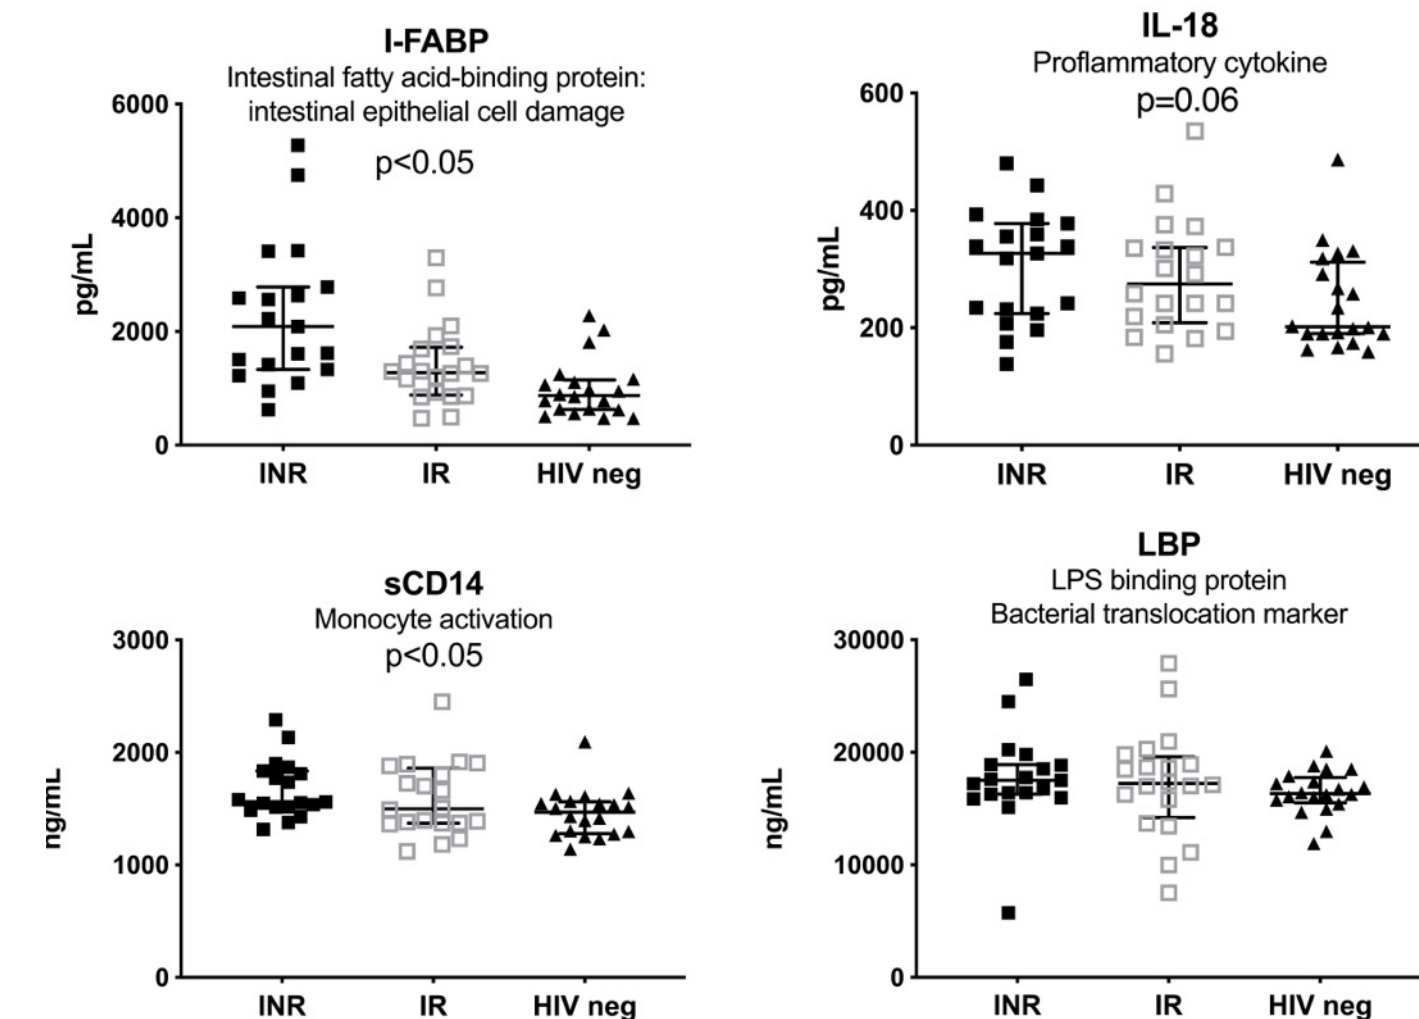 I-FABP
Intestinal fatty acid-binding protein:
intestinal epithelial cell damage
p<0.05
pg/mL
6000
4000
2000
0
INR IR HIV neg
IL-18
Proflammatory cytokine
p=0.06
pg/mL
600
400
200
0
INR IR HIV neg
sCD14
Monocyte activation
p<0.05
ng/mL
3000
2000
1000
0
INR IR HIV neg
LBP
LPS binding protein
Bacterial translocation marker
ng/mL
30000
20000
10000
0
INR IR HIV neg